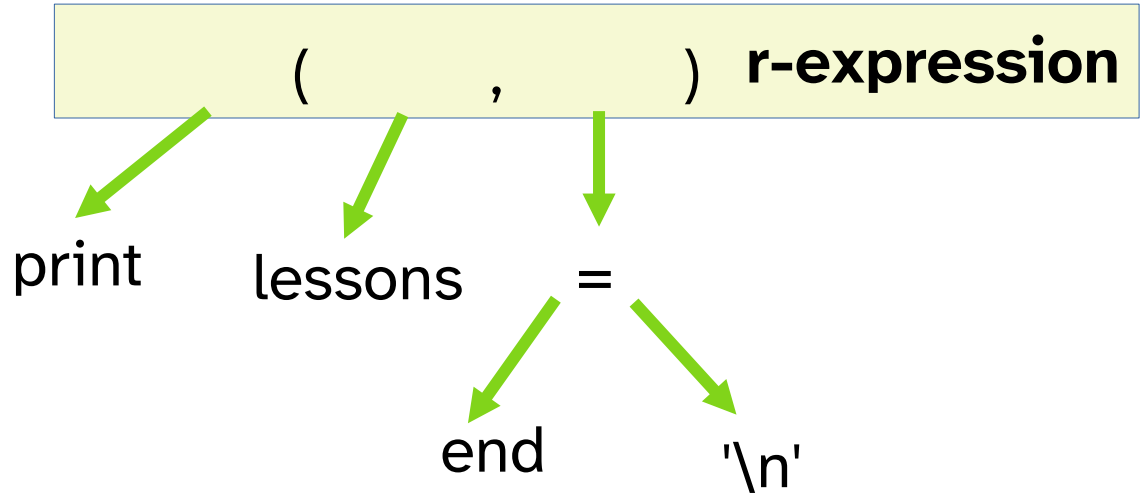 ( , ) r-expression
print lessons =
end '\n'